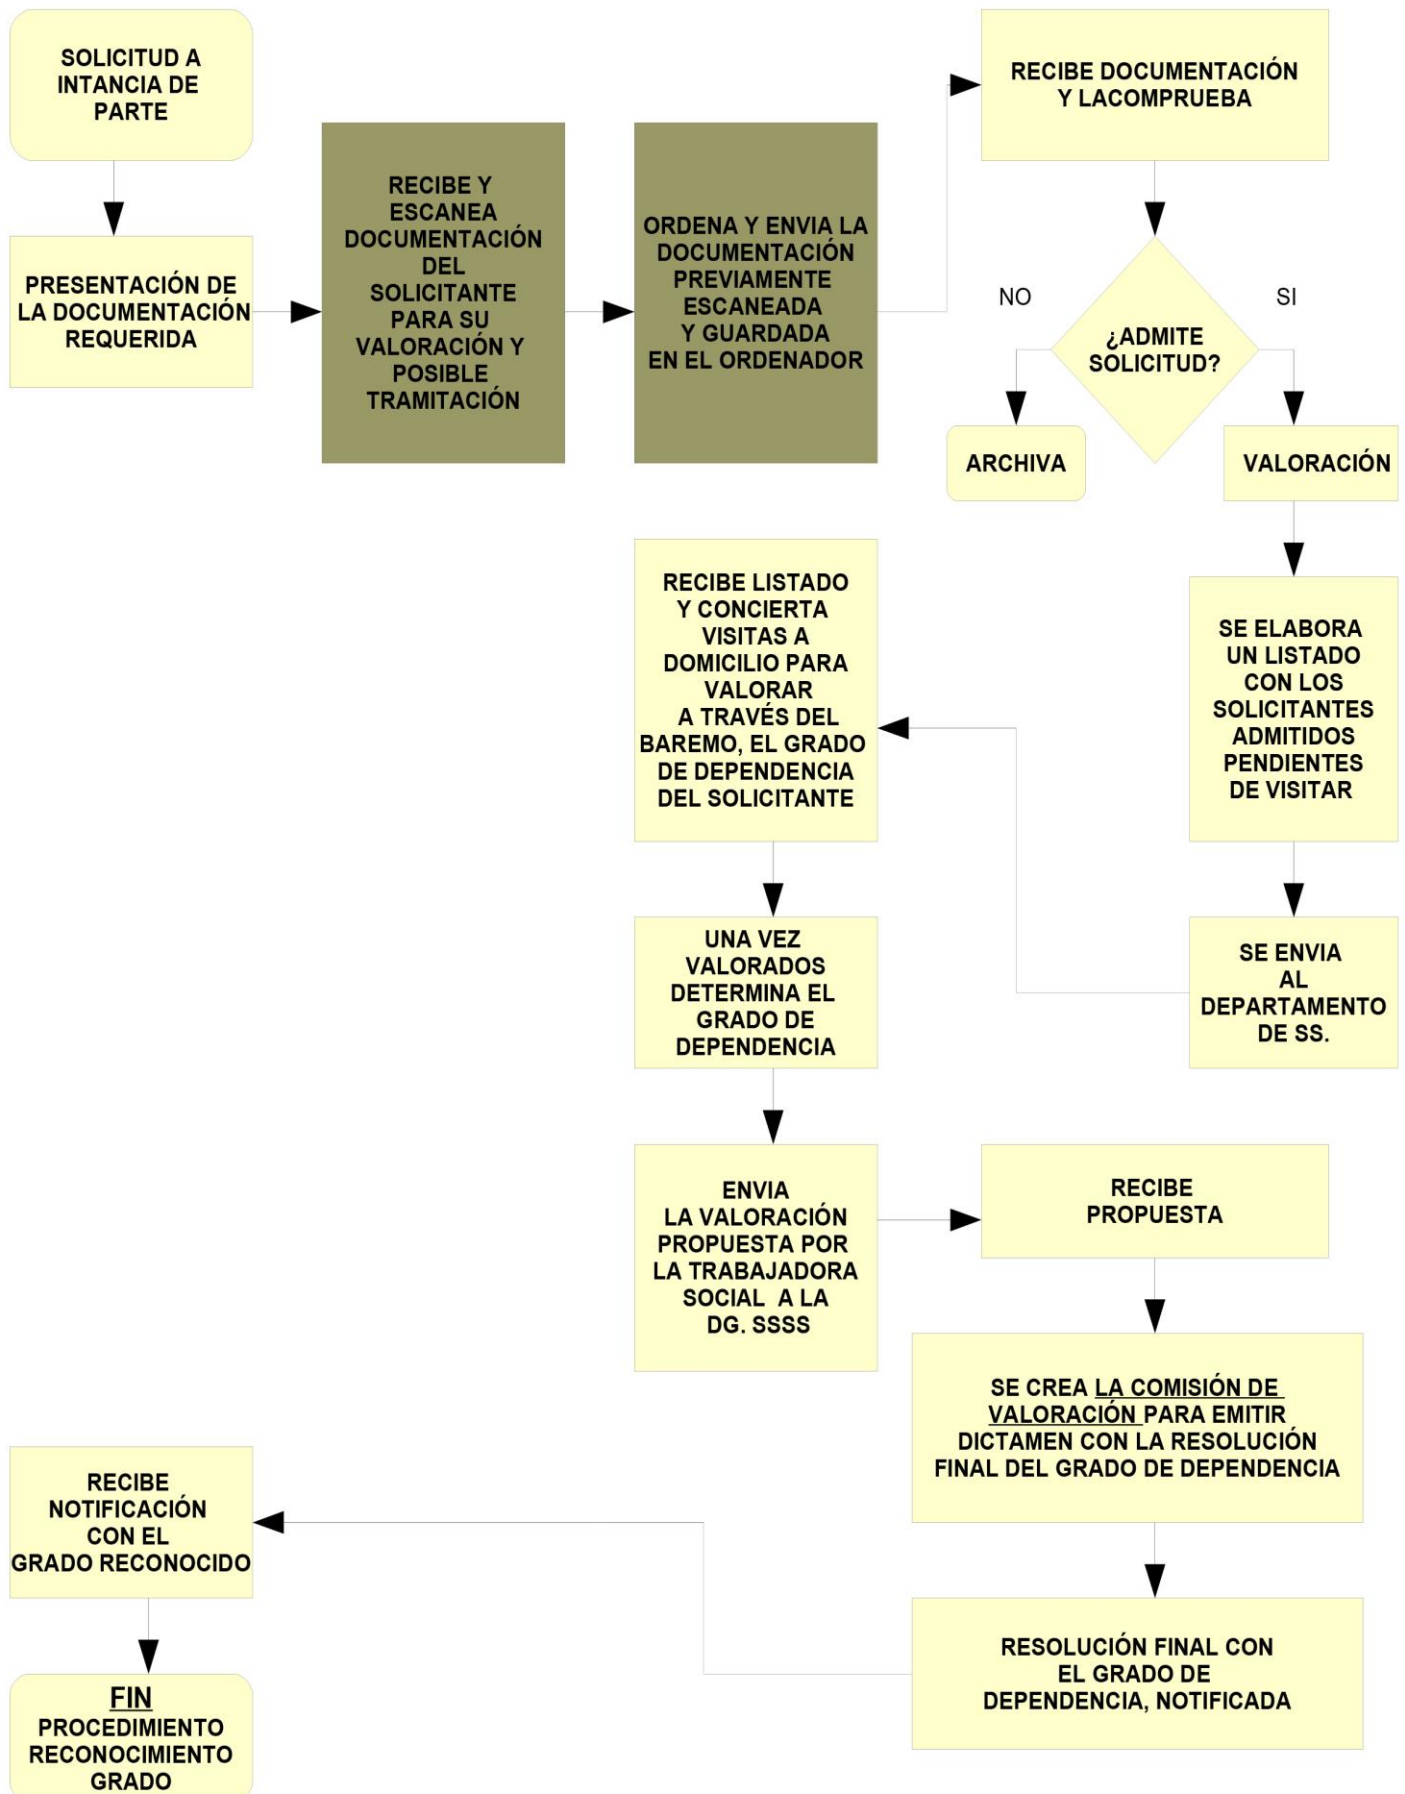 SOLICITUD A
INTANCIA DE
PARTE
PRESENTACIÓN DE
LA DOCUMENTACIÓN
REQUERIDA
RECIBE Y
ESCANEA
DOCUMENTACIÓN
DEL
SOLICITANTE
PARA SU
VALORACIÓN Y
POSIBLE
TRAMITACIÓN
ORDENA Y ENVIA LA
DOCUMENTACIÓN
PREVIAMENTE
ESCANEADA
Y GUARDADA
EN EL ORDENADOR
RECIBE DOCUMENTACIÓN
Y LACOMPRUEBA
¿ADMITE
SOLICITUD?
NO
SI
ARCHIVA
VALORACIÓN
SE ELABORA
UN LISTADO
CON LOS
SOLICITANTES
ADMITIDOS
PENDIENTES
DE VISITAR
SE ENVIA
AL
DEPARTAMENTO
DE SS.
RECIBE LISTADO
Y CONCIERTA
VISITAS A
DOMICILIO PARA
VALORAR
A TRAVÉS DEL
BAREMO, EL GRADO
DE DEPENDENCIA
DEL SOLICITANTE
UNA VEZ
VALORADOS
DETERMINA EL
GRADO DE
DEPENDENCIA
ENVIA
LA VALORACIÓN
PROPUESTA POR
LA TRABAJADORA
SOCIAL A LA
DG. SSSS
RECIBE
PROPUESTA
SE CREA LA COMISIÓN DE
VALORACIÓN PARA EMITIR
DICTAMEN CON LA RESOLUCIÓN
FINAL DEL GRADO DE DEPENDENCIA
RESOLUCIÓN FINAL CON
EL GRADO DE
DEPENDENCIA, NOTIFICADA
RECIBE
NOTIFICACIÓN
CON EL
GRADO RECONOCIDO
FIN
PROCEDIMIENTO
RECONOCIMIENTO
GRADO